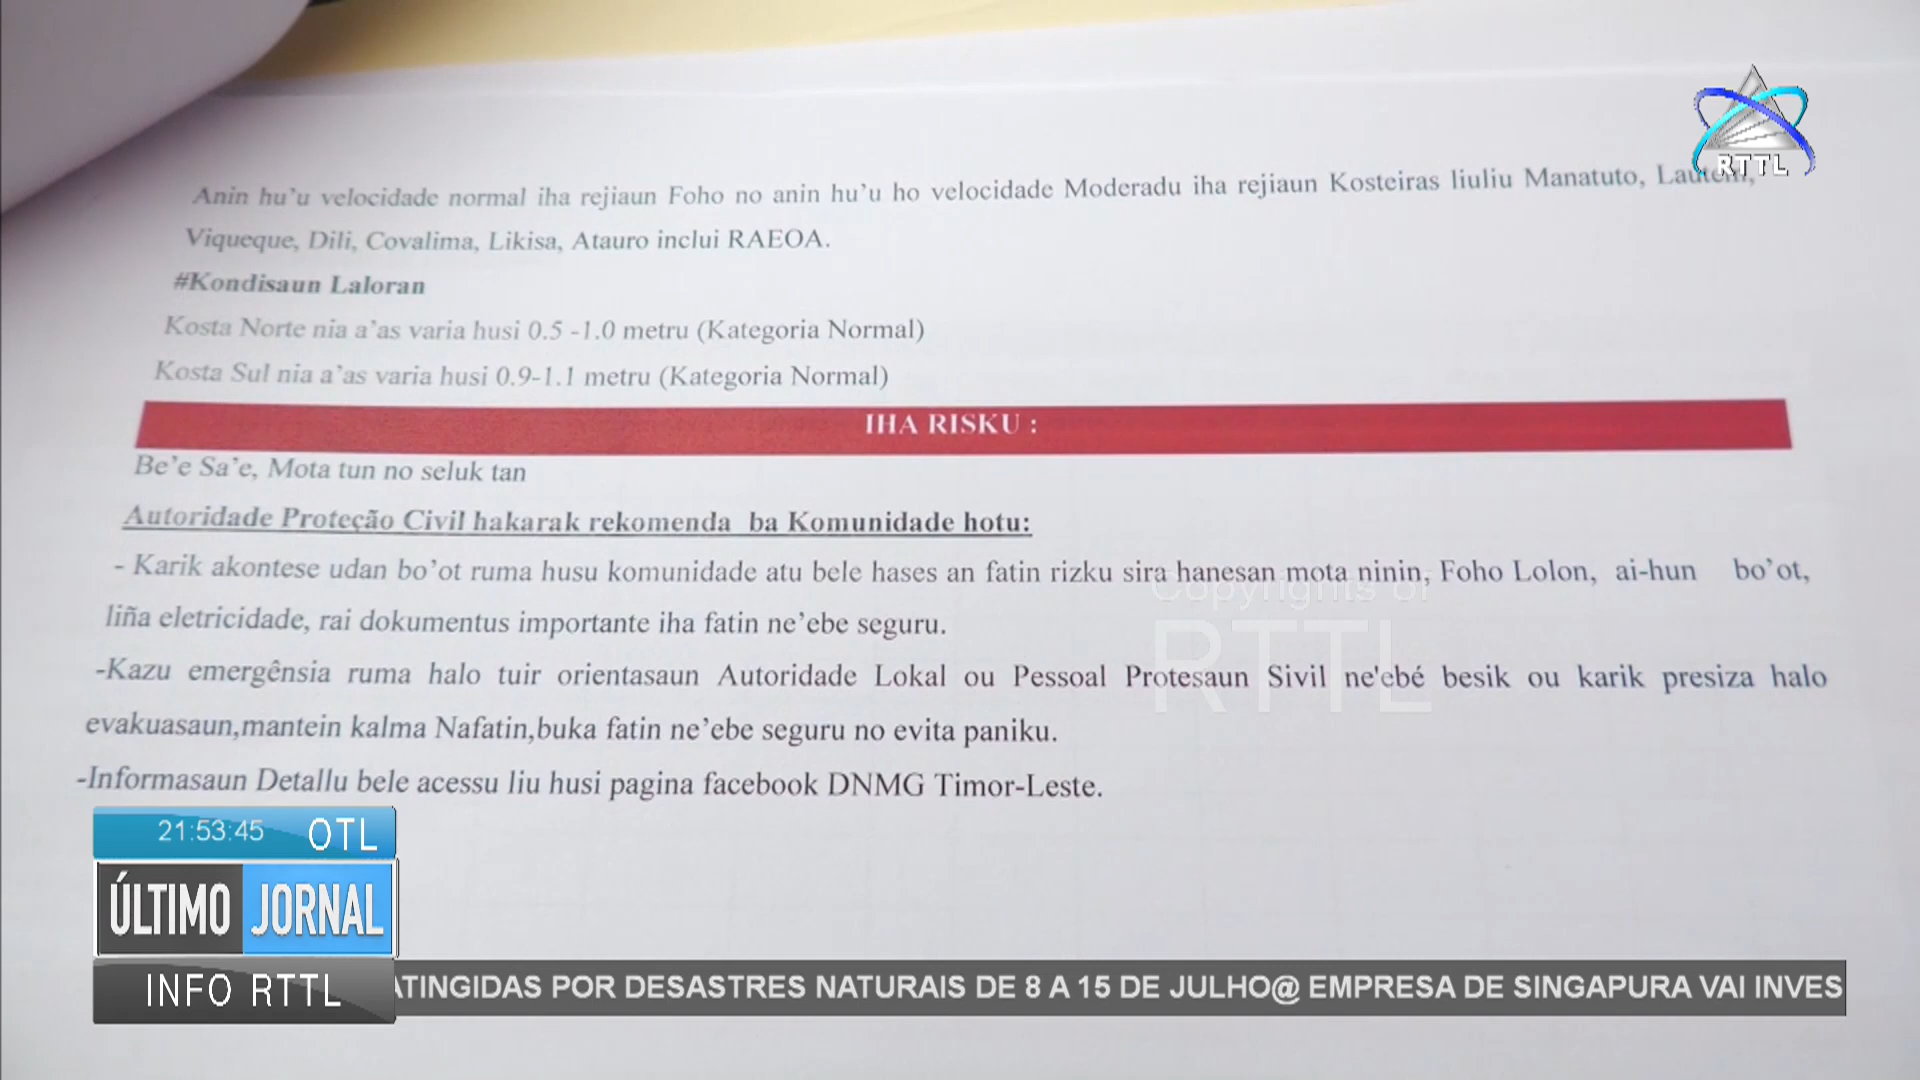 RTTL
Anin hu’u velocidade normal iha rejiaun Foho no anin hu’u ho velocidade Moderadu iha rejiaun Kosteiras liuliu Manatuto, Lautem,
Viqueque, Dili, Covalima, Likisa, Atauro inclui RAEOA.
#Kondisaun Laloran
Kosta Norte nia a’as varia husi 0.5 -1.0 metru (Kategoria Normal)
Kosta Sul nia a’as varia husi 0.9-1.1 metru (Kategoria Normal)
IHA RISKU :
Be’e Sa’e, Mota tun no seluk tan
Autoridade Proteção Civil hakarak rekomenda ba Komunidade hotu:
- Karik akontese udan bo’ot ruma husu komunidade atu bele hases an fatin rizku sira hanesan mota ninin, Foho Lolon, ai-hun bo’ot,
liña eletricidade, rai dokumentus importante iha fatin ne’ebe seguru.
Copyrights of
RTTL
-Kazu emergênsia ruma halo tuir orientasaun Autoridade Lokal ou Pessoal Protesaun Sivil ne'ebé besik ou karik presiza halo
evakuasaun,mantein kalma Nafatin,buka fatin ne’ebe seguru no evita paniku.
-Informasaun Detallu bele acessu liu husi pagina facebook DNMG Timor-Leste.
21:53:45 OTL
ÚLTIMO JORNAL
INFO RTTL
ATINGIDAS POR DESASTRES NATURAIS DE 8 A 15 DE JULHO@ EMPRESA DE SINGAPURA VAI INVES